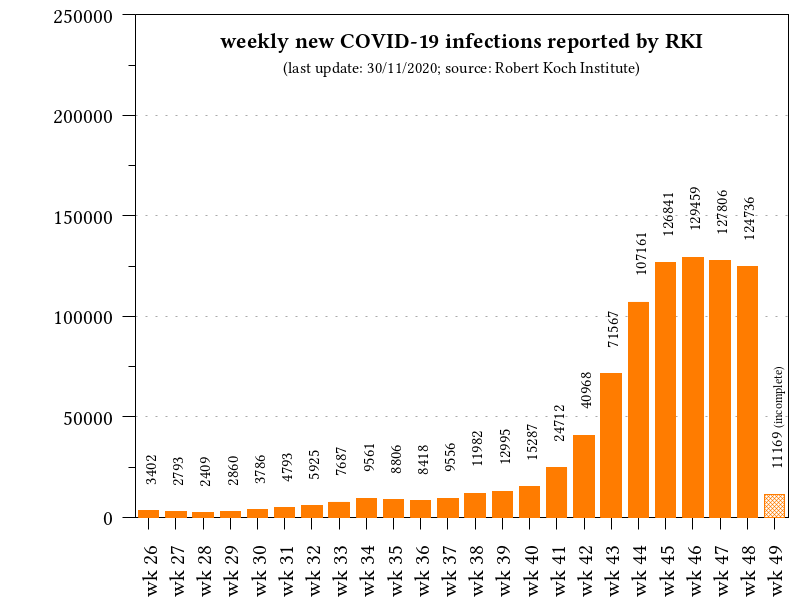 weekly new COVID-19 infections reported by RKI
(last update: 30/11/2020; source: Robert Koch Institute)
250000
200000
150000
100000
50000
0
3402
2793
2409
2860
3786
4793
5925
7687
9561
8806
8418
9556
11982
12995
15287
24712
40968
71567
107161
126841
129459
127806
124736
11169 (incomplete)
wk 26
wk 27
wk 28
wk 29
wk 30
wk 31
wk 32
wk 33
wk 34
wk 35
wk 36
wk 37
wk 38
wk 39
wk 40
wk 41
wk 42
wk 43
wk 44
wk 45
wk 46
wk 47
wk 48
wk 49